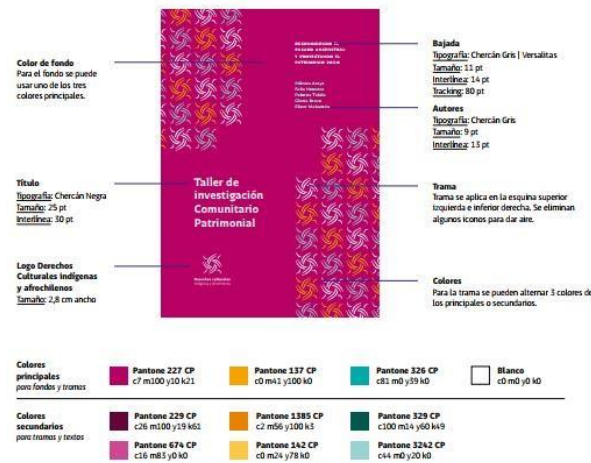 Color de fondo
Para el fondo se puede
usar uno de los tres
colores principales.
Título
Tipografía: Chercán Negra
Tamaño: 25 pt
Interlínea: 30 pt
Logo Derechos
Culturales Indígenas
y afrochilenos
Tamaño: 2,8 cm ancho
PATRIMONIO
Taller de
investigación
Comunitario
Patrimonial
Derechos culturales
Bajada
Tipografía: Chercán Gris | Versalitas
Tamaño: 11 pt
Interlínea: 14 pt
Tracking: 80 pt
Autores
Tipografía: Chercán Gris
Tamaño: 9 pt
Interlínea: 13 pt
Trama
Trama se aplica en la esquina superior
izquierda e inferior derecha. Se eliminan
algunos iconos para dar aire.
Colores
Para la trama se pueden alternar 3 colores de
los principales o secundarios.
Colores
principales
para fondos y tramas
Pantone 227 CP
c7 m100 y10 k21
Pantone 137 CP
c0 m41 y100 k0
Pantone 326 CP
c81 m0 y39 k0
Blanco
c0 m0 y0 k0
Colores
secundarios
para tramas y textos
Pantone 229 CP
c26 m100 y19 k61
Pantone 1385 CP
c2 m56 y100 k3
Pantone 329 CP
c100 m14 y60 k49
Pantone 674 CP
c16 m83 y0 k0
Pantone 142 CP
c0 m24 y78 k0
Pantone 3242 CP
c44 m0 y20 k0